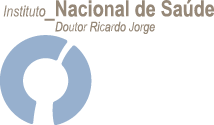 Instituto_Nacional de Saúde
Doutor Ricardo Jorge